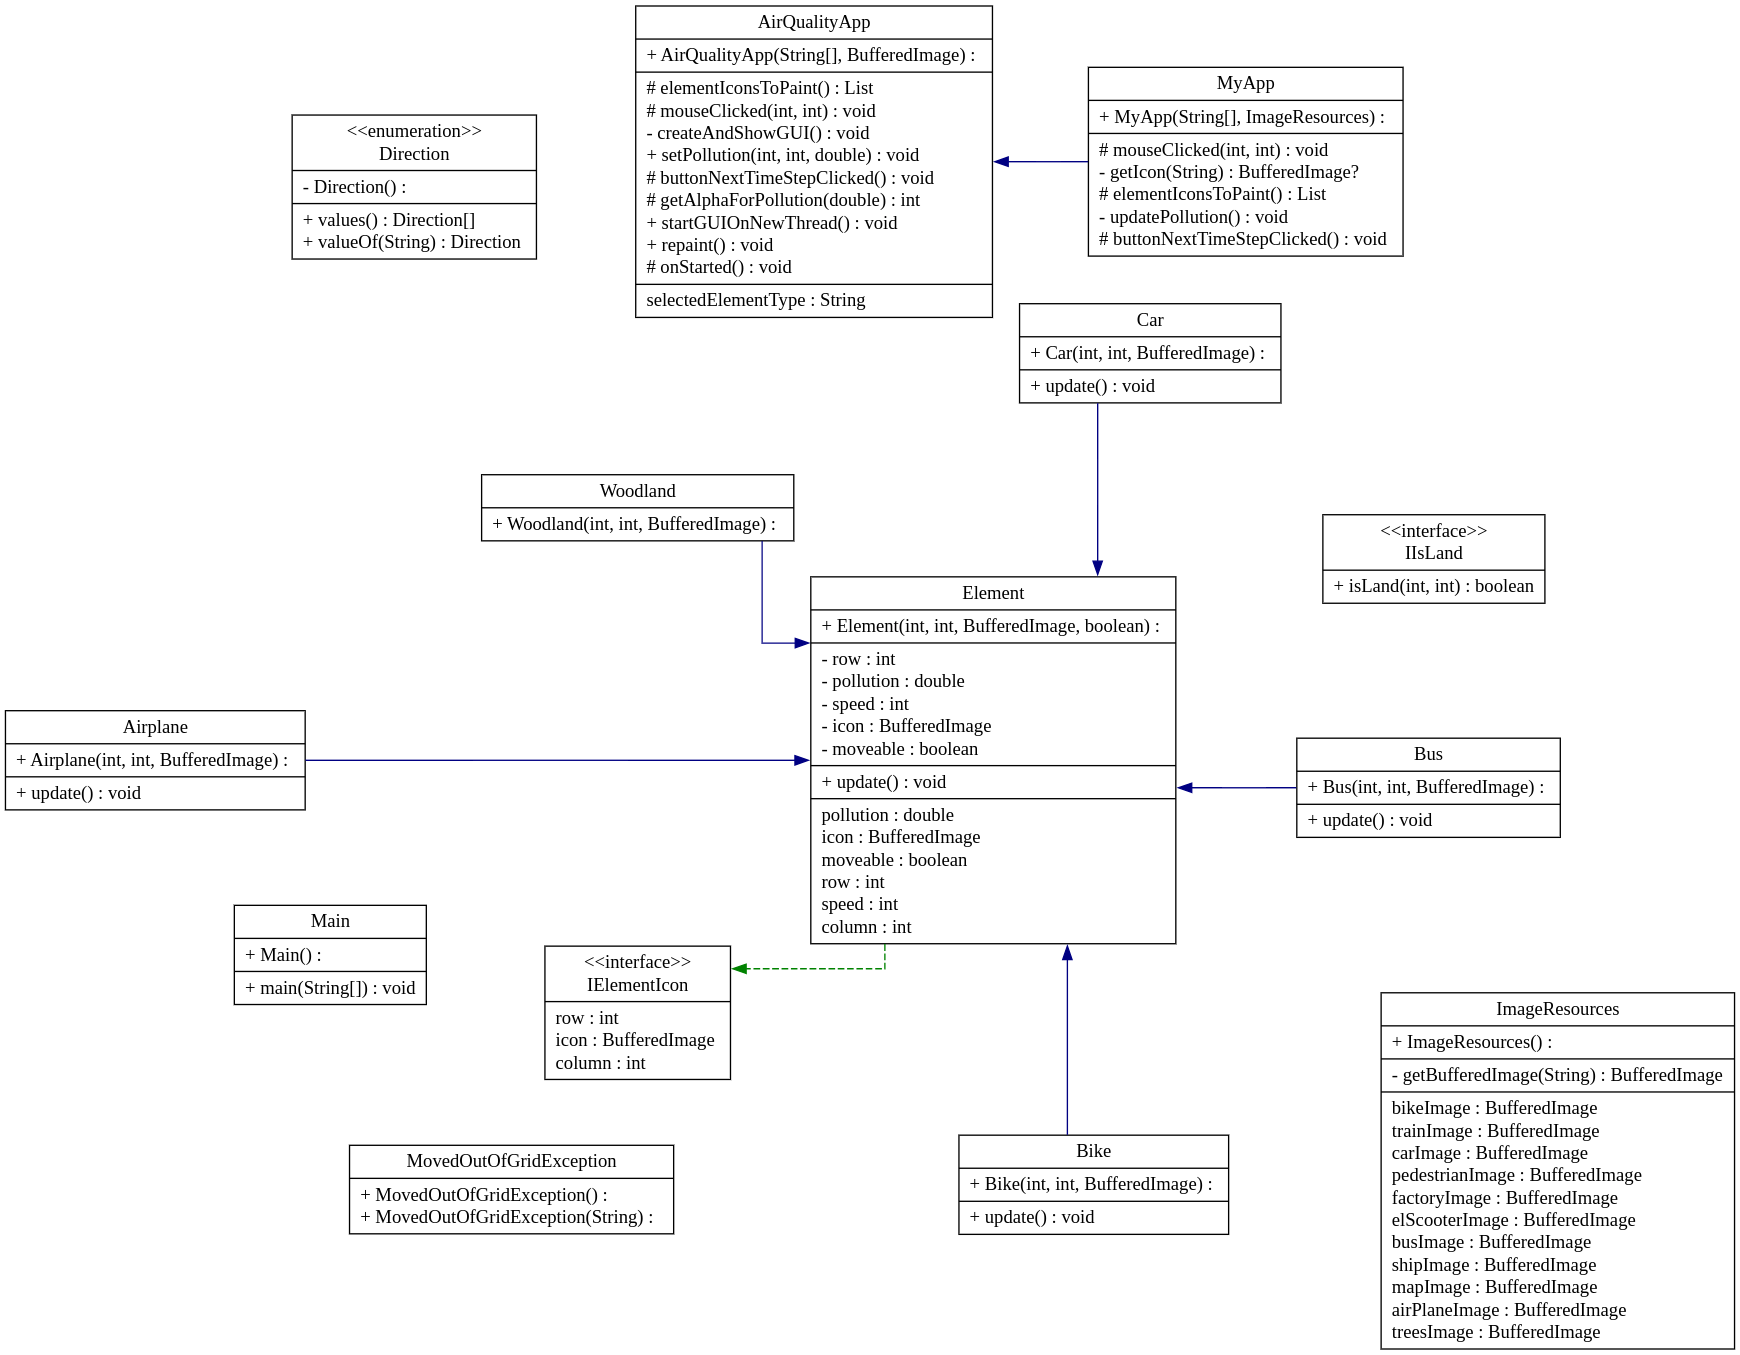 AirQualityApp
+ AirQualityApp(String[], BufferedImage) :
# elementIconsToPaint() : List
# mouseClicked(int, int) : void
- createAndShowGUI() : void
+ setPollution(int, int, double) : void
# buttonNextTimeStepClicked() : void
# getAlphaForPollution(double) : int
+ startGUIOnNewThread() : void
+ repaint() : void
# onStarted() : void
selectedElementType : String
MyApp
+ MyApp(String[], ImageResources) :
# mouseClicked(int, int) : void
- getIcon(String) : BufferedImage?
# elementIconsToPaint() : List
- updatePollution() : void
# buttonNextTimeStepClicked() : void
<<enumeration>>
Direction
- Direction() :
+ values() : Direction[]
+ valueOf(String) : Direction
Car
+ Car(int, int, BufferedImage) :
+ update() : void
Woodland
+ Woodland(int, int, BufferedImage) :
<<interface>>
IIsLand
+ isLand(int, int) : boolean
Element
+ Element(int, int, BufferedImage, boolean) :
- row : int
- pollution : double
- speed : int
- icon : BufferedImage
- moveable : boolean
+ update() : void
pollution : double
icon : BufferedImage
moveable : boolean
row : int
speed : int
column : int
Airplane
+ Airplane(int, int, BufferedImage) :
+ update() : void
Bus
+ Bus(int, int, BufferedImage) :
+ update() : void
Main
+ Main() :
+ main(String[]) : void
<<interface>>
IElementIcon
row : int
icon : BufferedImage
column : int
ImageResources
+ ImageResources() :
- getBufferedImage(String) : BufferedImage
bikeImage : BufferedImage
trainImage : BufferedImage
carImage : BufferedImage
pedestrianImage : BufferedImage
factoryImage : BufferedImage
elScooterImage : BufferedImage
busImage : BufferedImage
shipImage : BufferedImage
mapImage : BufferedImage
airPlaneImage : BufferedImage
treesImage : BufferedImage
MovedOutOfGridException
+ MovedOutOfGridException() :
+ MovedOutOfGridException(String) :
Bike
+ Bike(int, int, BufferedImage) :
+ update() : void